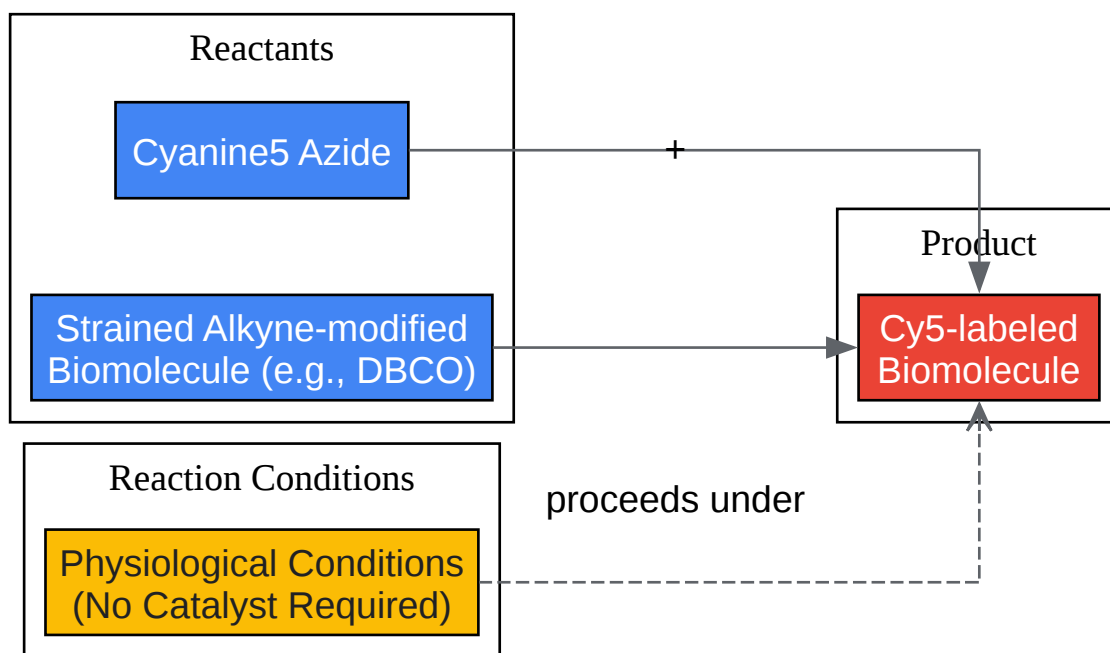 Reactants
Cyanine5 Azide
+
Strained Alkyne-modified
Biomolecule (e.g., DBCO)
Product
Cy5-labeled
Biomolecule
Reaction Conditions
Physiological Conditions
(No Catalyst Required)
proceeds under